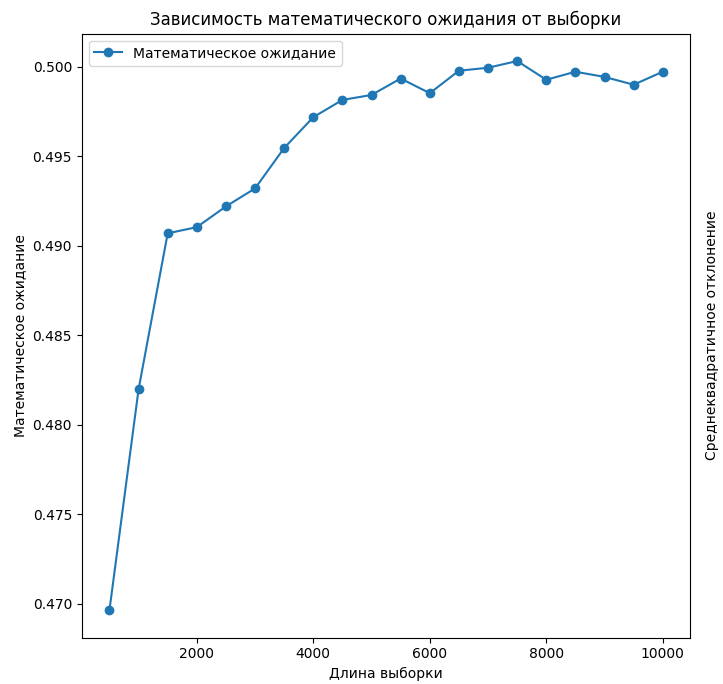 Зависимость математического ожидания от выборки
Математическое ожидание
0.500
0.495
0.490
0.485
0.480
0.475
0.470
Математическое ожидание
2000
4000
6000
8000
10000
Длина выборки
Среднеквадратичное отклонение